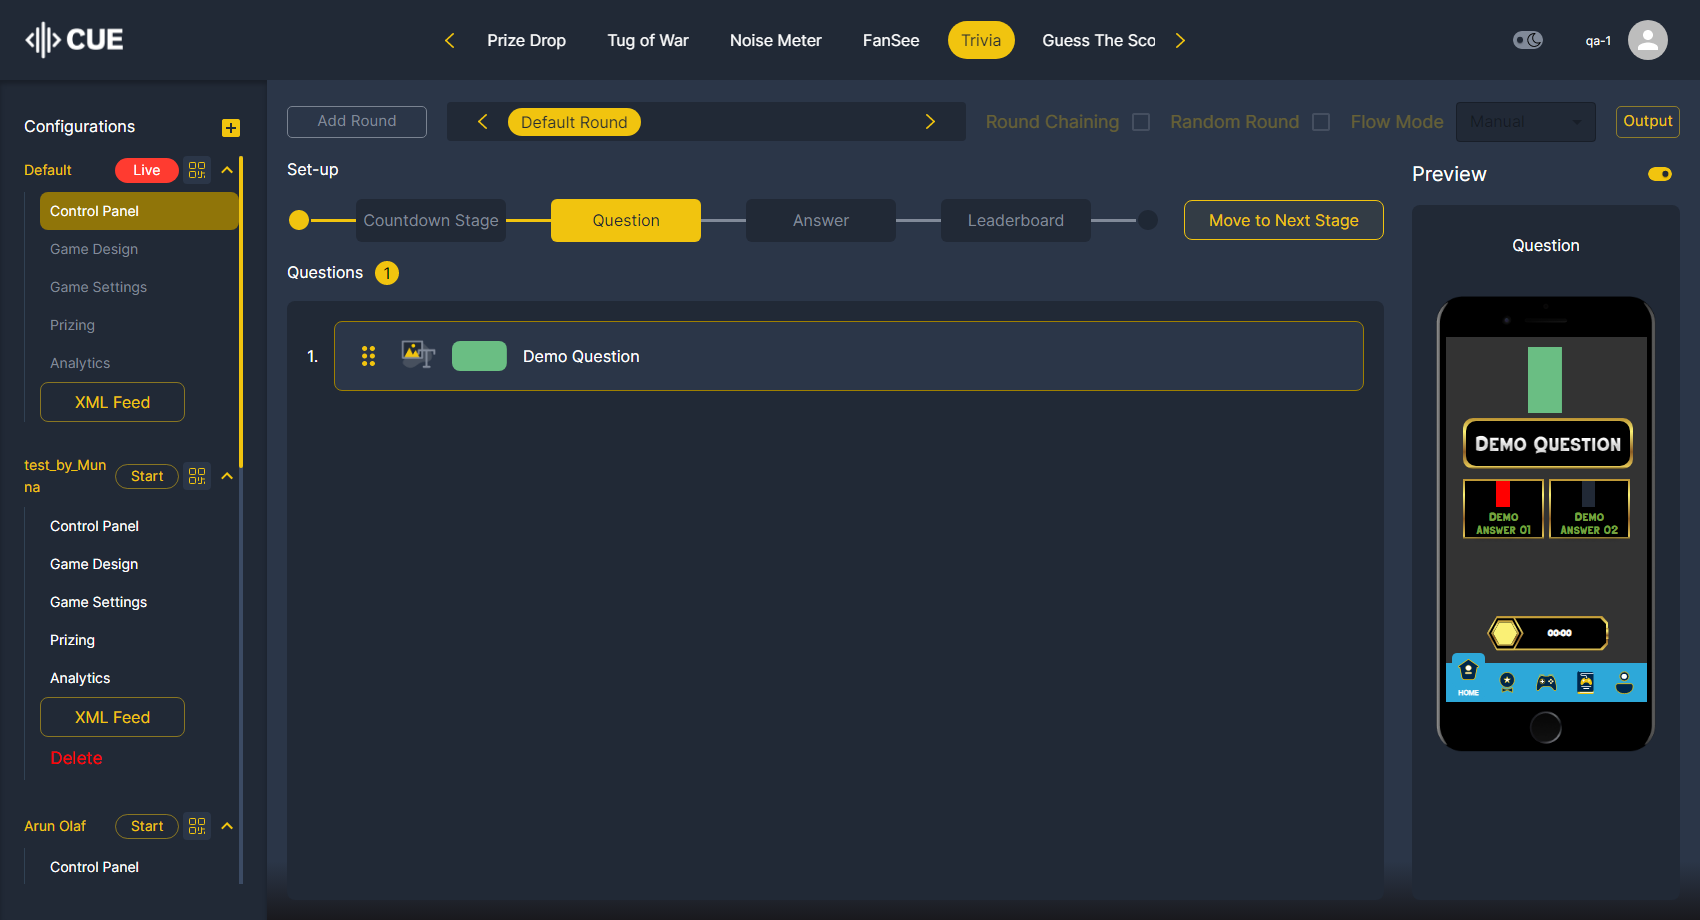 CUE
Prize Drop
Tug of War
Noise Meter
FanSee
Trivia
Guess The Sco
qa-1
Configurations
Default
Live
Control Panel
Game Design
Game Settings
Prizing
Analytics
XML Feed
test_by_Mun
na
Start
Control Panel
Game Design
Game Settings
Prizing
Analytics
XML Feed
Delete
Arun Olaf
Start
Control Panel
Add Round
Default Round
Round Chaining
Random Round
Flow Mode
Manual
Output
Set-up
Countdown Stage
Question
Answer
Leaderboard
Move to Next Stage
Questions 1
1.
Demo Question
Preview
Question
Demo Question
Demo
Answer 01
Demo
Answer 02
00:00
HOME